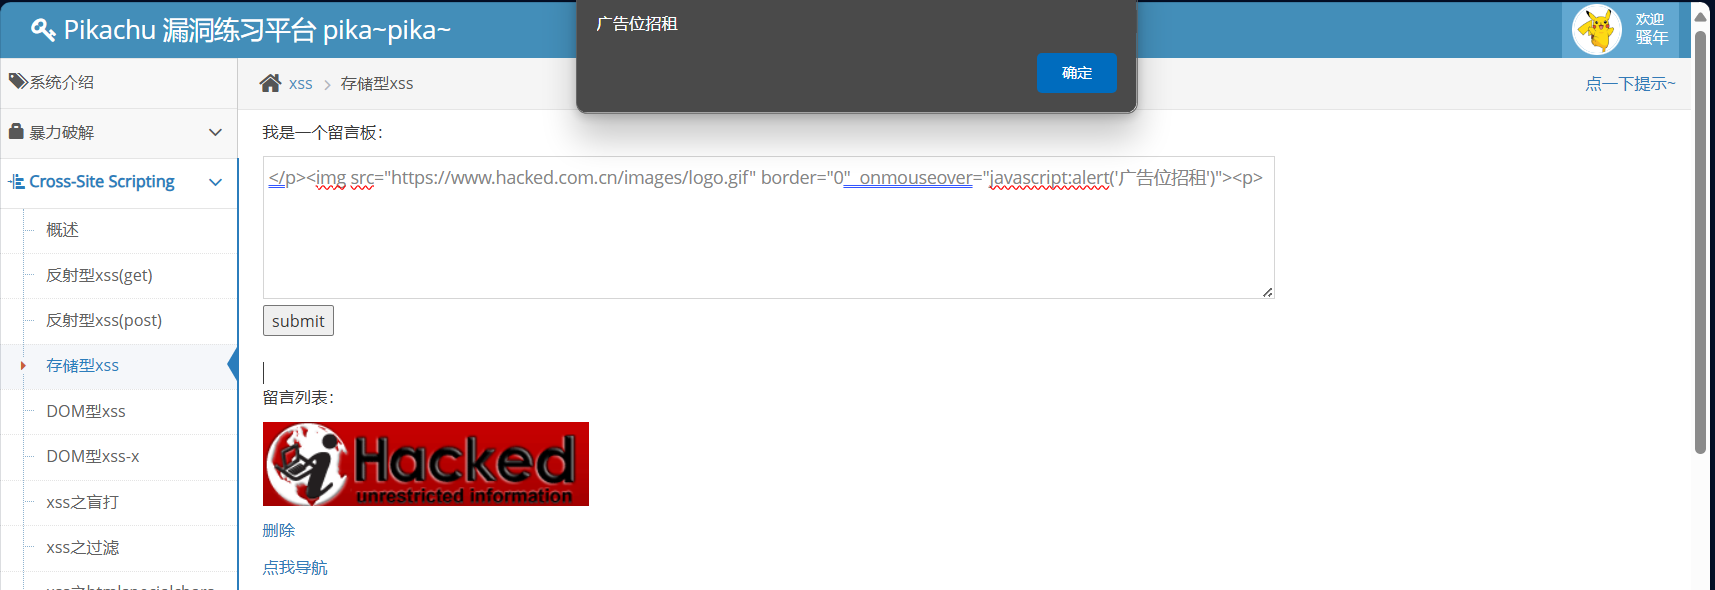 Pikachu 漏洞练习平台 pika~pika~
广告位招租
确定
欢迎
骚年
系统介绍
xss
存储型xss
点一下提示~
暴力破解
我是一个留言板：
Cross-Site Scripting
</p><img src="https://www.hacked.com.cn/images/logo.gif" border="0" onmouseover="javascript:alert('广告位招租')"><p>
概述
反射型xss(get)
反射型xss(post)
submit
存储型xss
留言列表：
DOM型xss
Hacked
unrestricted information
DOM型xss-x
xss之盲打
删除
xss之过滤
点我导航